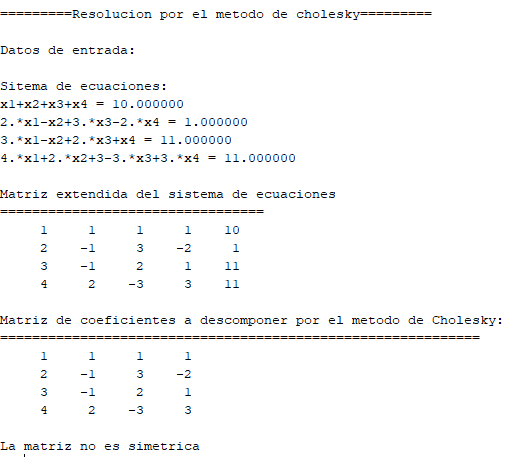 =========Resolucion por el metodo de cholesky=========
Datos de entrada:
Sitema de ecuaciones:
x1+x2+x3+x4 = 10.000000
2.*x1-x2+3.*x3-2.*x4 = 1.000000
3.*x1-x2+2.*x3+x4 = 11.000000
4.*x1+2.*x2+3-3.*x3+3.*x4 = 11.000000
Matriz extendida del sistema de ecuaciones
=================================
1 1 1 1 10
2 -1 3 -2 1
3 -1 2 1 11
4 2 -3 3 11
Matriz de coeficientes a descomponer por el metodo de Cholesky:
============================================================
1 1 1 1
2 -1 3 -2
3 -1 2 1
4 2 -3 3
La matriz no es simetrica